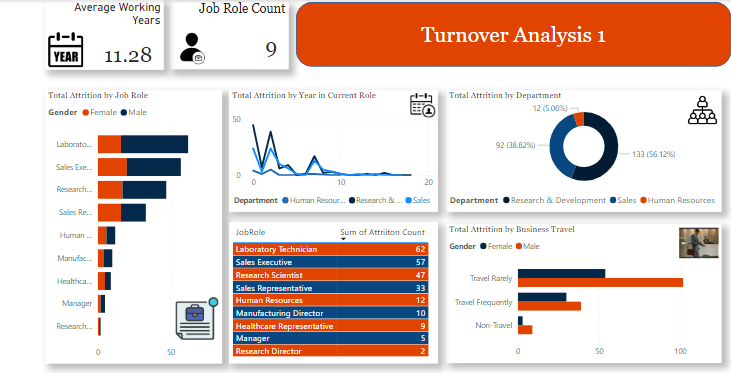 Average Working
Years
YEAR
11.28
Job Role Count
9
Turnover Analysis 1
Total Attrition by Job Role
Gender Female Male
Laborato...
Sales Exe...
Research...
Sales Re...
Human ...
Manufac...
Healthca...
Manager
Research...
0 50
Total Attrition by Year in Current Role
50
0
0 10 20
Department Human Resour... Research & ... Sales
Total Attrition by Department
12 (5.06%)
92 (38.82%)
133 (56.12%)
Department Research & Development Sales Human Resources
JobRole Sum of Attriiton Count
Laboratory Technician 62
Sales Executive 57
Research Scientist 47
Sales Representative 33
Human Resources 12
Manufacturing Director 10
Healthcare Representative 9
Manager 5
Research Director 2
Total Attrition by Business Travel
Gender Female Male
Travel Rarely
Travel Frequently
Non-Travel
0 50 100